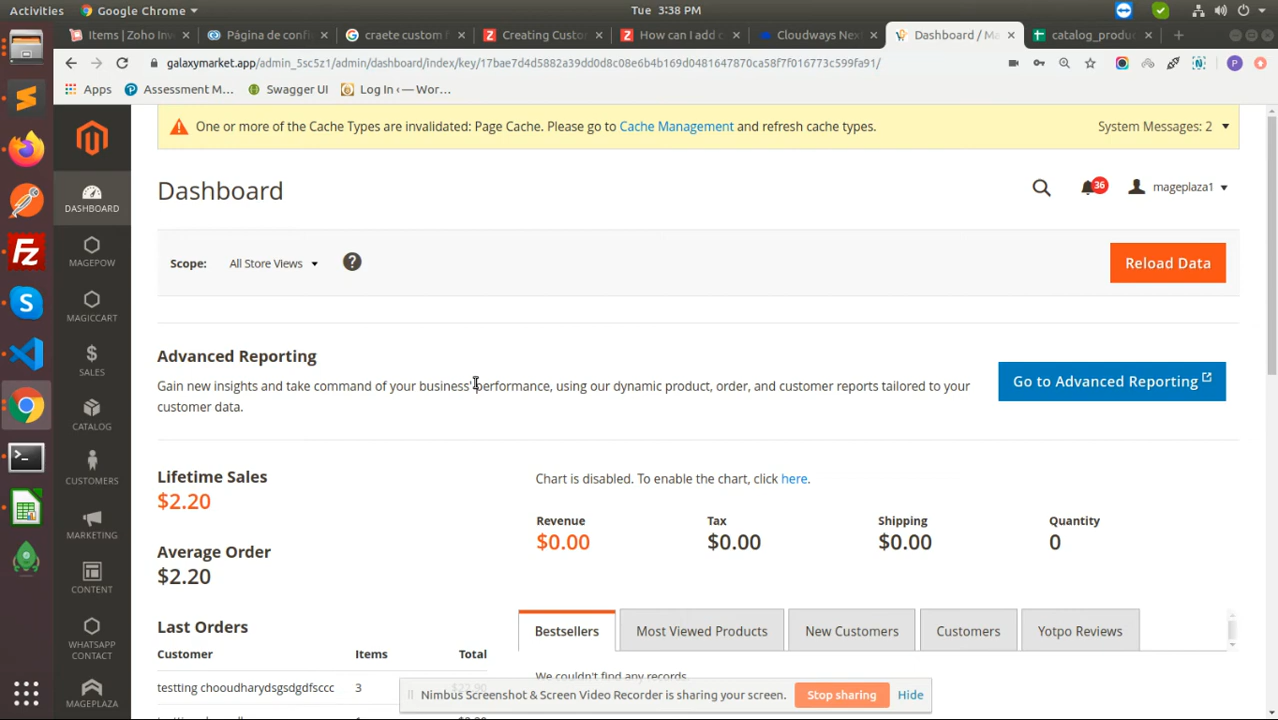 Activities
Google Chrome
Tue 3:38 PM
Items | Zoho Inv
Página de confi
craete custom f
Creating Custo
How can I add c
Cloudways Nex
Dashboard / Ma
catalog_produc
galaxymarket.app/admin_5sc5z1/admin/dashboard/index/key/17bae7d4d5882a39dd0d8c08e6b4b169d0481647870ca58f7f016773c599fa91/
P
Apps
Assessment M...
Swagger UI
Log In ‹ — Wor...
One or more of the Cache Types are invalidated: Page Cache. Please go to Cache Management and refresh cache types.
System Messages: 2
Dashboard
36
mageplaza1
DASHBOARD
MAGEPOW
MAGICCART
SALES
CATALOG
CUSTOMERS
MARKETING
CONTENT
WHATSAPP
CONTACT
MAGEPLAZA
Scope:
All Store Views
?
Reload Data
Advanced Reporting
Gain new insights and take command of your business' performance, using our dynamic product, order, and customer reports tailored to your
customer data.
Go to Advanced Reporting
Lifetime Sales
$2.20
Chart is disabled. To enable the chart, click here.
Revenue
Tax
Shipping
Quantity
$0.00
$0.00
$0.00
0
Average Order
$2.20
Last Orders
Customer
Items
Total
testting chooudharydsgsdgdfsccc
3
Bestsellers
Most Viewed Products
New Customers
Customers
Yotpo Reviews
We couldn't find any records.
Nimbus Screenshot & Screen Video Recorder is sharing your screen.
Stop sharing
Hide